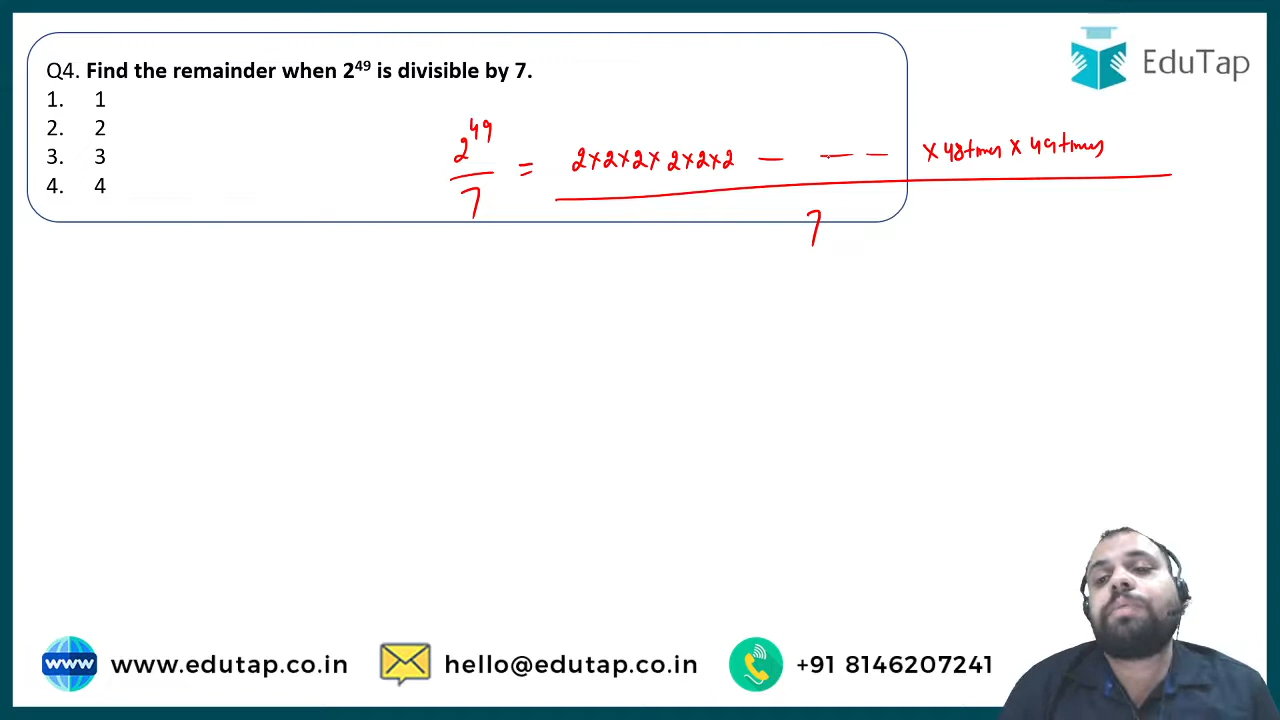 EduTap
Q4. Find the remainder when 2⁴⁹ is divisible by 7.
1. 1
2. 2
3. 3
4. 4
2⁴⁹/7 = 2×2×2×2×2×2 — — — × 48times × 49times / 7
www
www.edutap.co.in
hello@edutap.co.in
+91 8146207241